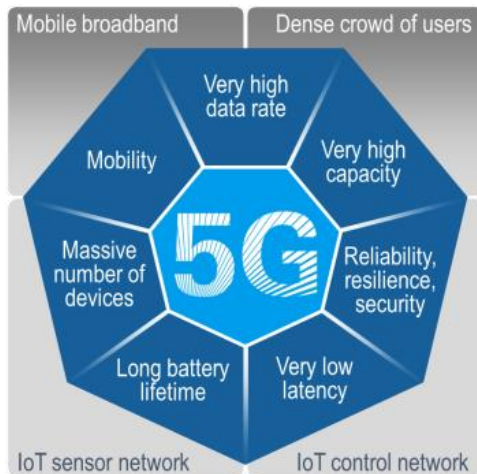 Mobile broadband
Dense crowd of users
Very high
data rate
Mobility
Very high
capacity
Massive
number of
devices
5G
Reliability,
resilience,
security
Long battery
lifetime
Very low
latency
IoT sensor network
IoT control network